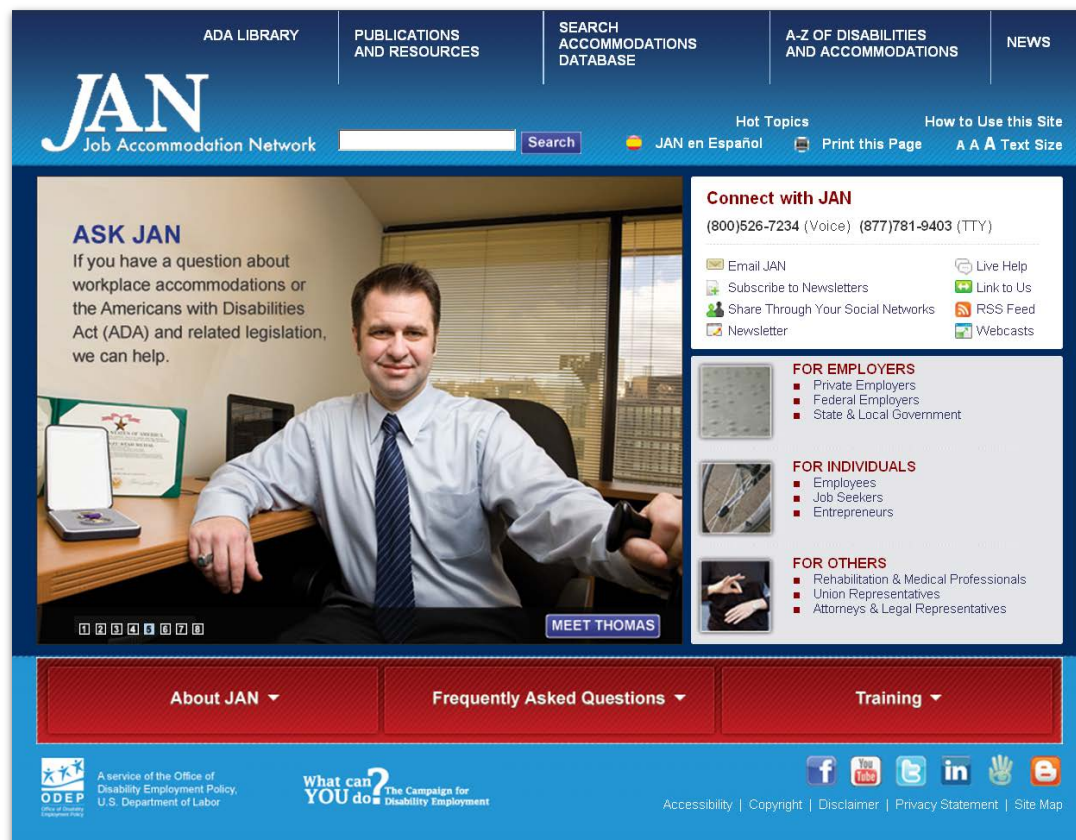 ADA LIBRARY
PUBLICATIONS
AND RESOURCES
SEARCH
ACCOMMODATIONS
DATABASE
A-Z OF DISABILITIES
AND ACCOMMODATIONS
NEWS
JAN
Job Accommodation Network
Search
Hot Topics
How to Use this Site
JAN en Español
Print this Page
A A A Text Size
ASK JAN
If you have a question about
workplace accommodations or
the Americans with Disabilities
Act (ADA) and related legislation,
we can help.
1 2 3 4 5 6 7 8
MEET THOMAS
Connect with JAN
(800)526-7234 (Voice) (877)781-9403 (TTY)
Email JAN
Subscribe to Newsletters
Share Through Your Social Networks
Newsletter
Live Help
Link to Us
RSS Feed
Webcasts
FOR EMPLOYERS
Private Employers
Federal Employers
State & Local Government
FOR INDIVIDUALS
Employees
Job Seekers
Entrepreneurs
FOR OTHERS
Rehabilitation & Medical Professionals
Union Representatives
Attorneys & Legal Representatives
About JAN
Frequently Asked Questions
Training
ODEP
Office of Disability
Employment Policy
A service of the Office of
Disability Employment Policy,
U.S. Department of Labor
What can
YOU do?
The Campaign for
Disability Employment
You
Tube
Accessibility | Copyright | Disclaimer | Privacy Statement | Site Map